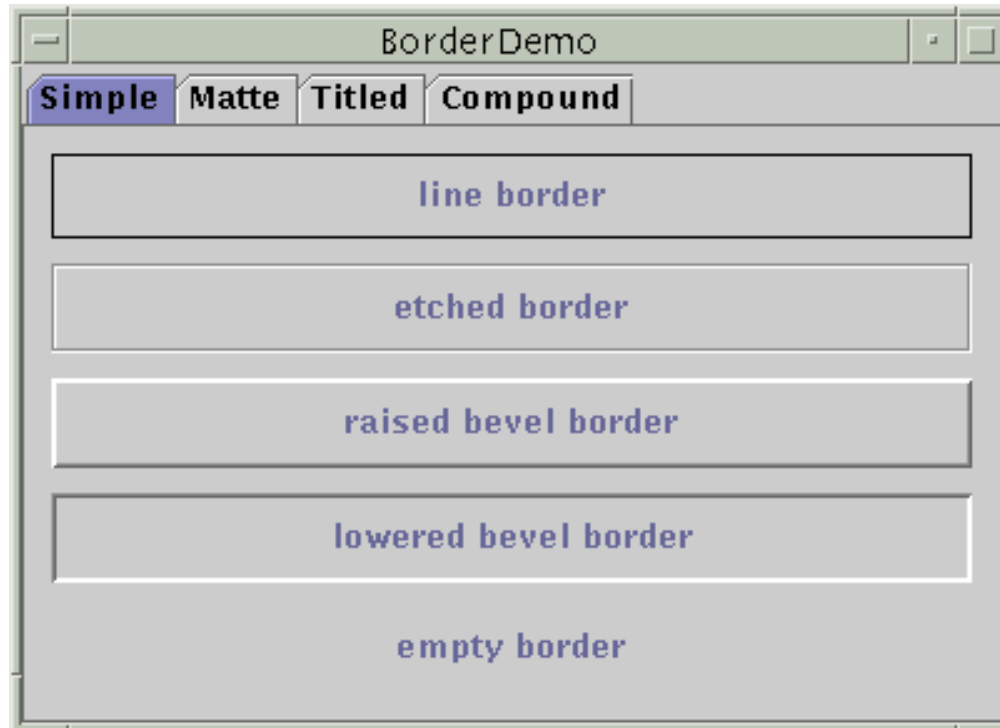 BorderDemo
Simple Matte Titled Compound
line border
etched border
raised bevel border
lowered bevel border
empty border